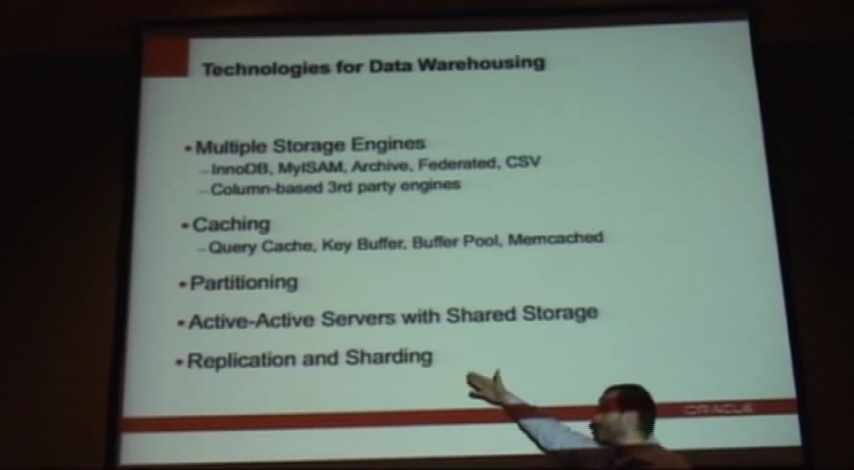 Technologies for Data Warehousing
• Multiple Storage Engines
– InnoDB, MyISAM, Archive, Federated, CSV
– Column-based 3rd party engines
• Caching
– Query Cache, Key Buffer, Buffer Pool, Memcached
• Partitioning
• Active-Active Servers with Shared Storage
• Replication and Sharding
ORACLE